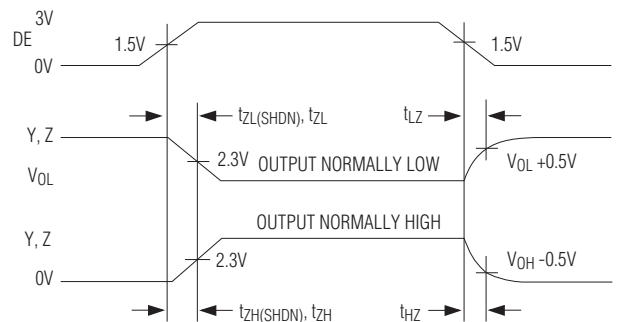 3V
DE
1.5V
1.5V
0V
tZL(SHDN), tZL
tLZ
Y, Z
2.3V
OUTPUT NORMALLY LOW
VOL +0.5V
VOL
OUTPUT NORMALLY HIGH
Y, Z
2.3V
VOH -0.5V
0V
tZH(SHDN), tZH
tHZ